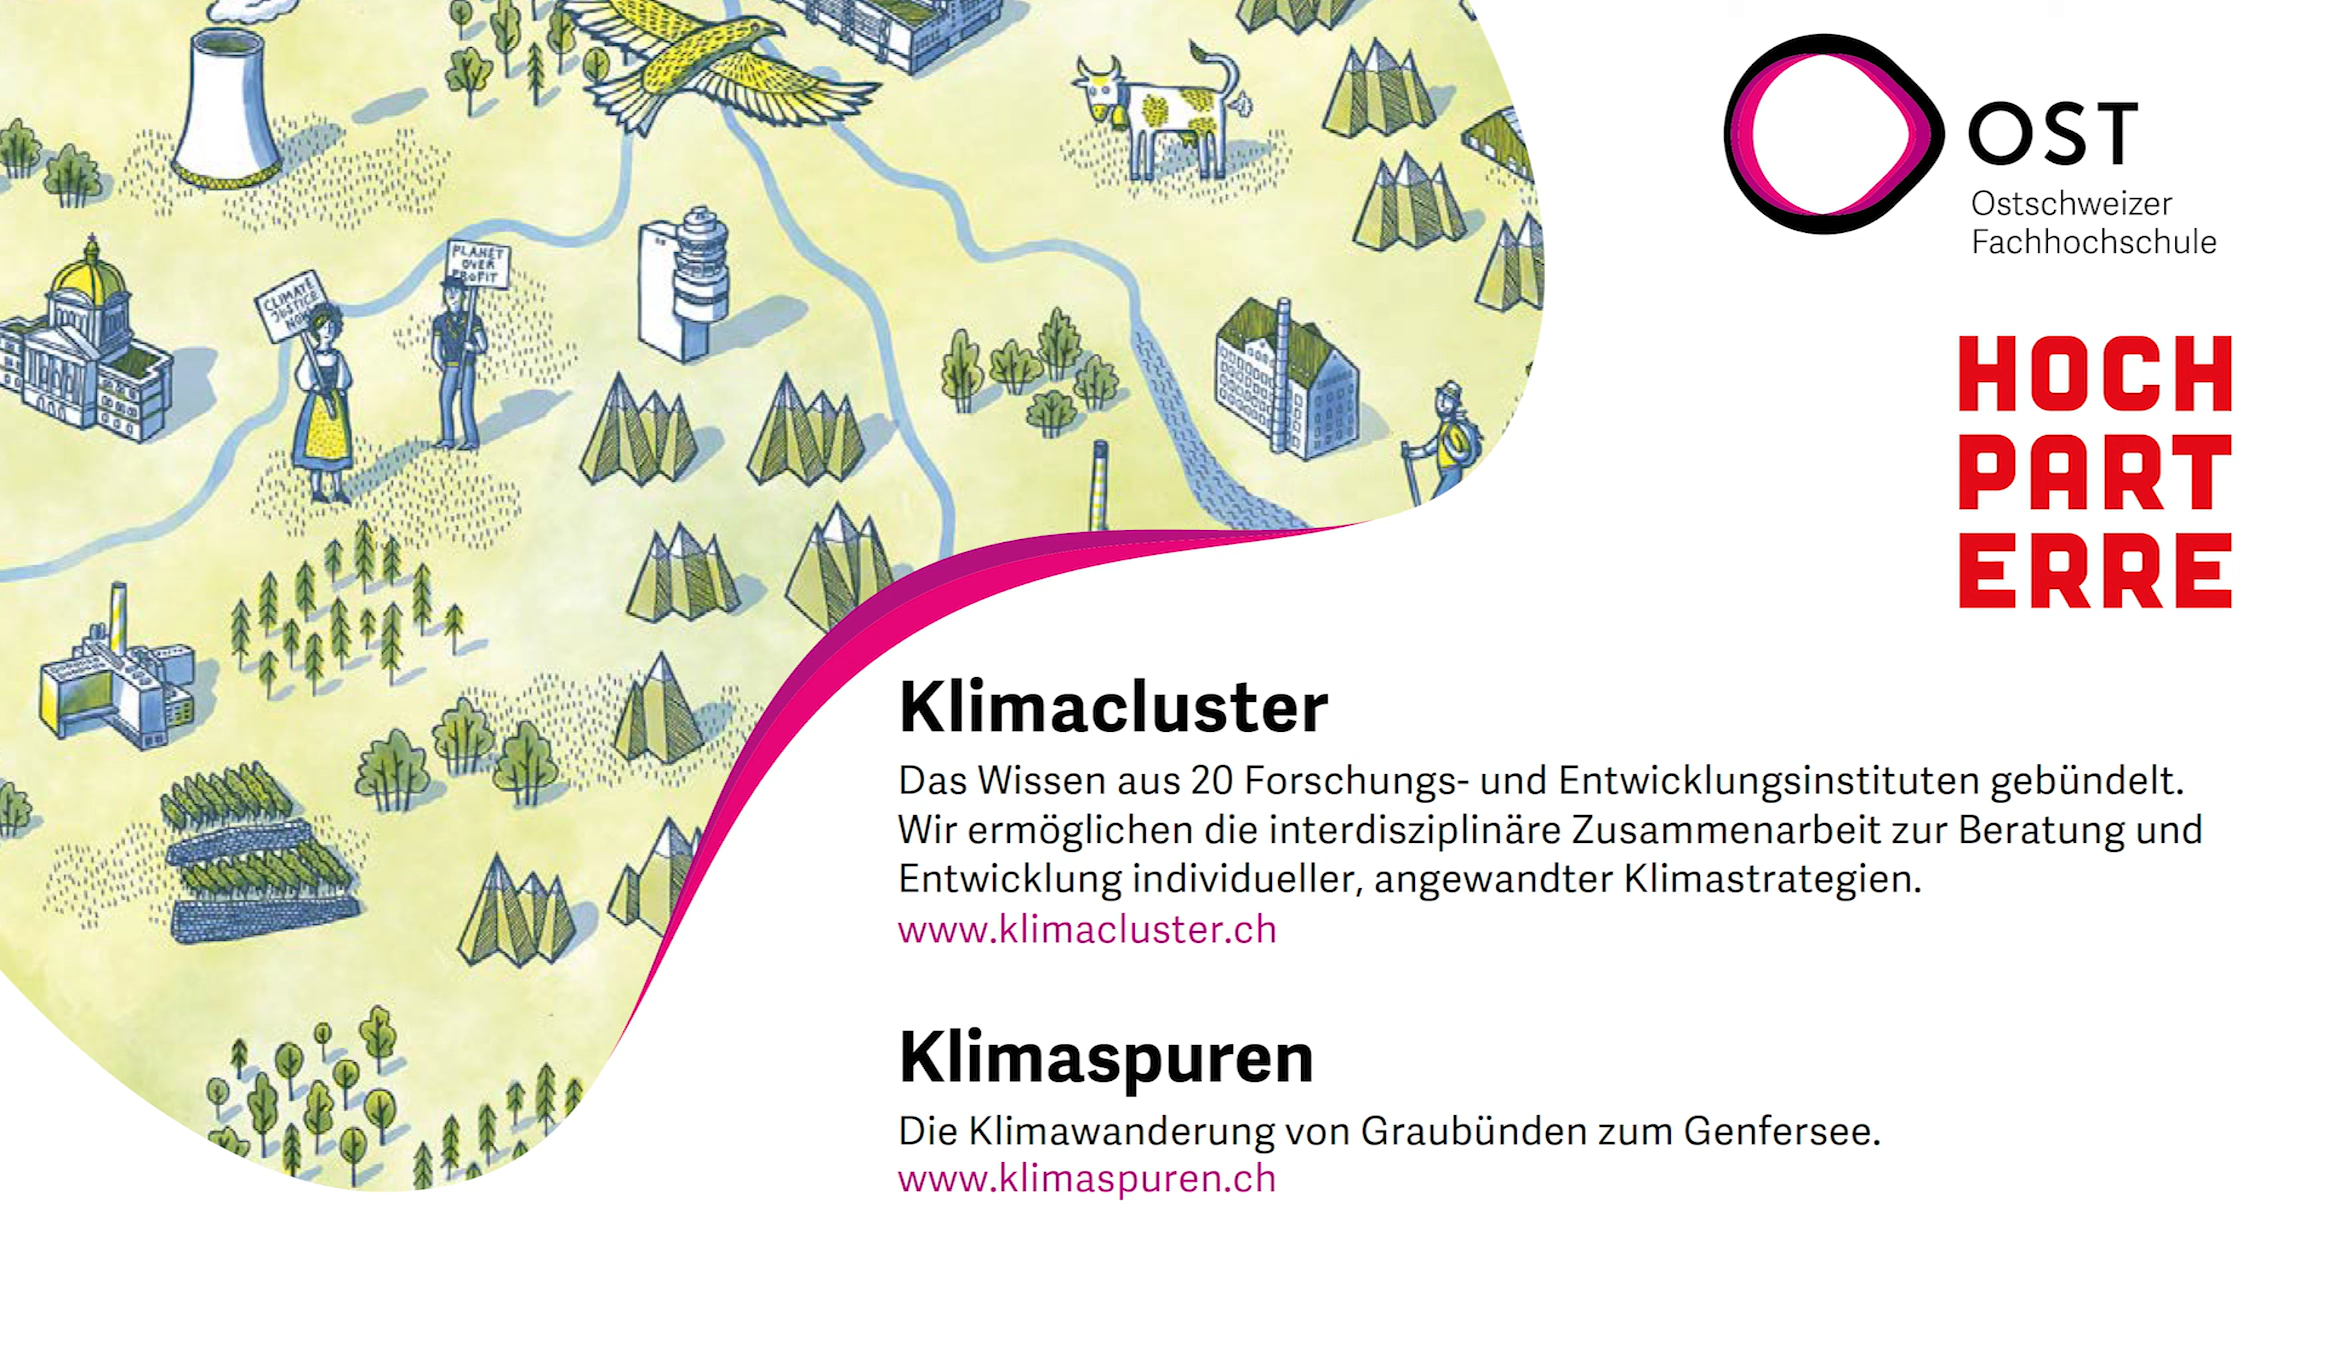 PLANET
OVER
PROFIT
CLIMATE
JUSTICE
NOW
OST
Ostschweizer
Fachhochschule
HOCH
PART
ERRE
Klimacluster
Das Wissen aus 20 Forschungs- und Entwicklungsinstituten gebündelt.
Wir ermöglichen die interdisziplinäre Zusammenarbeit zur Beratung und
Entwicklung individueller, angewandter Klimastrategien.
www.klimacluster.ch
Klimaspuren
Die Klimawanderung von Graubünden zum Genfersee.
www.klimaspuren.ch